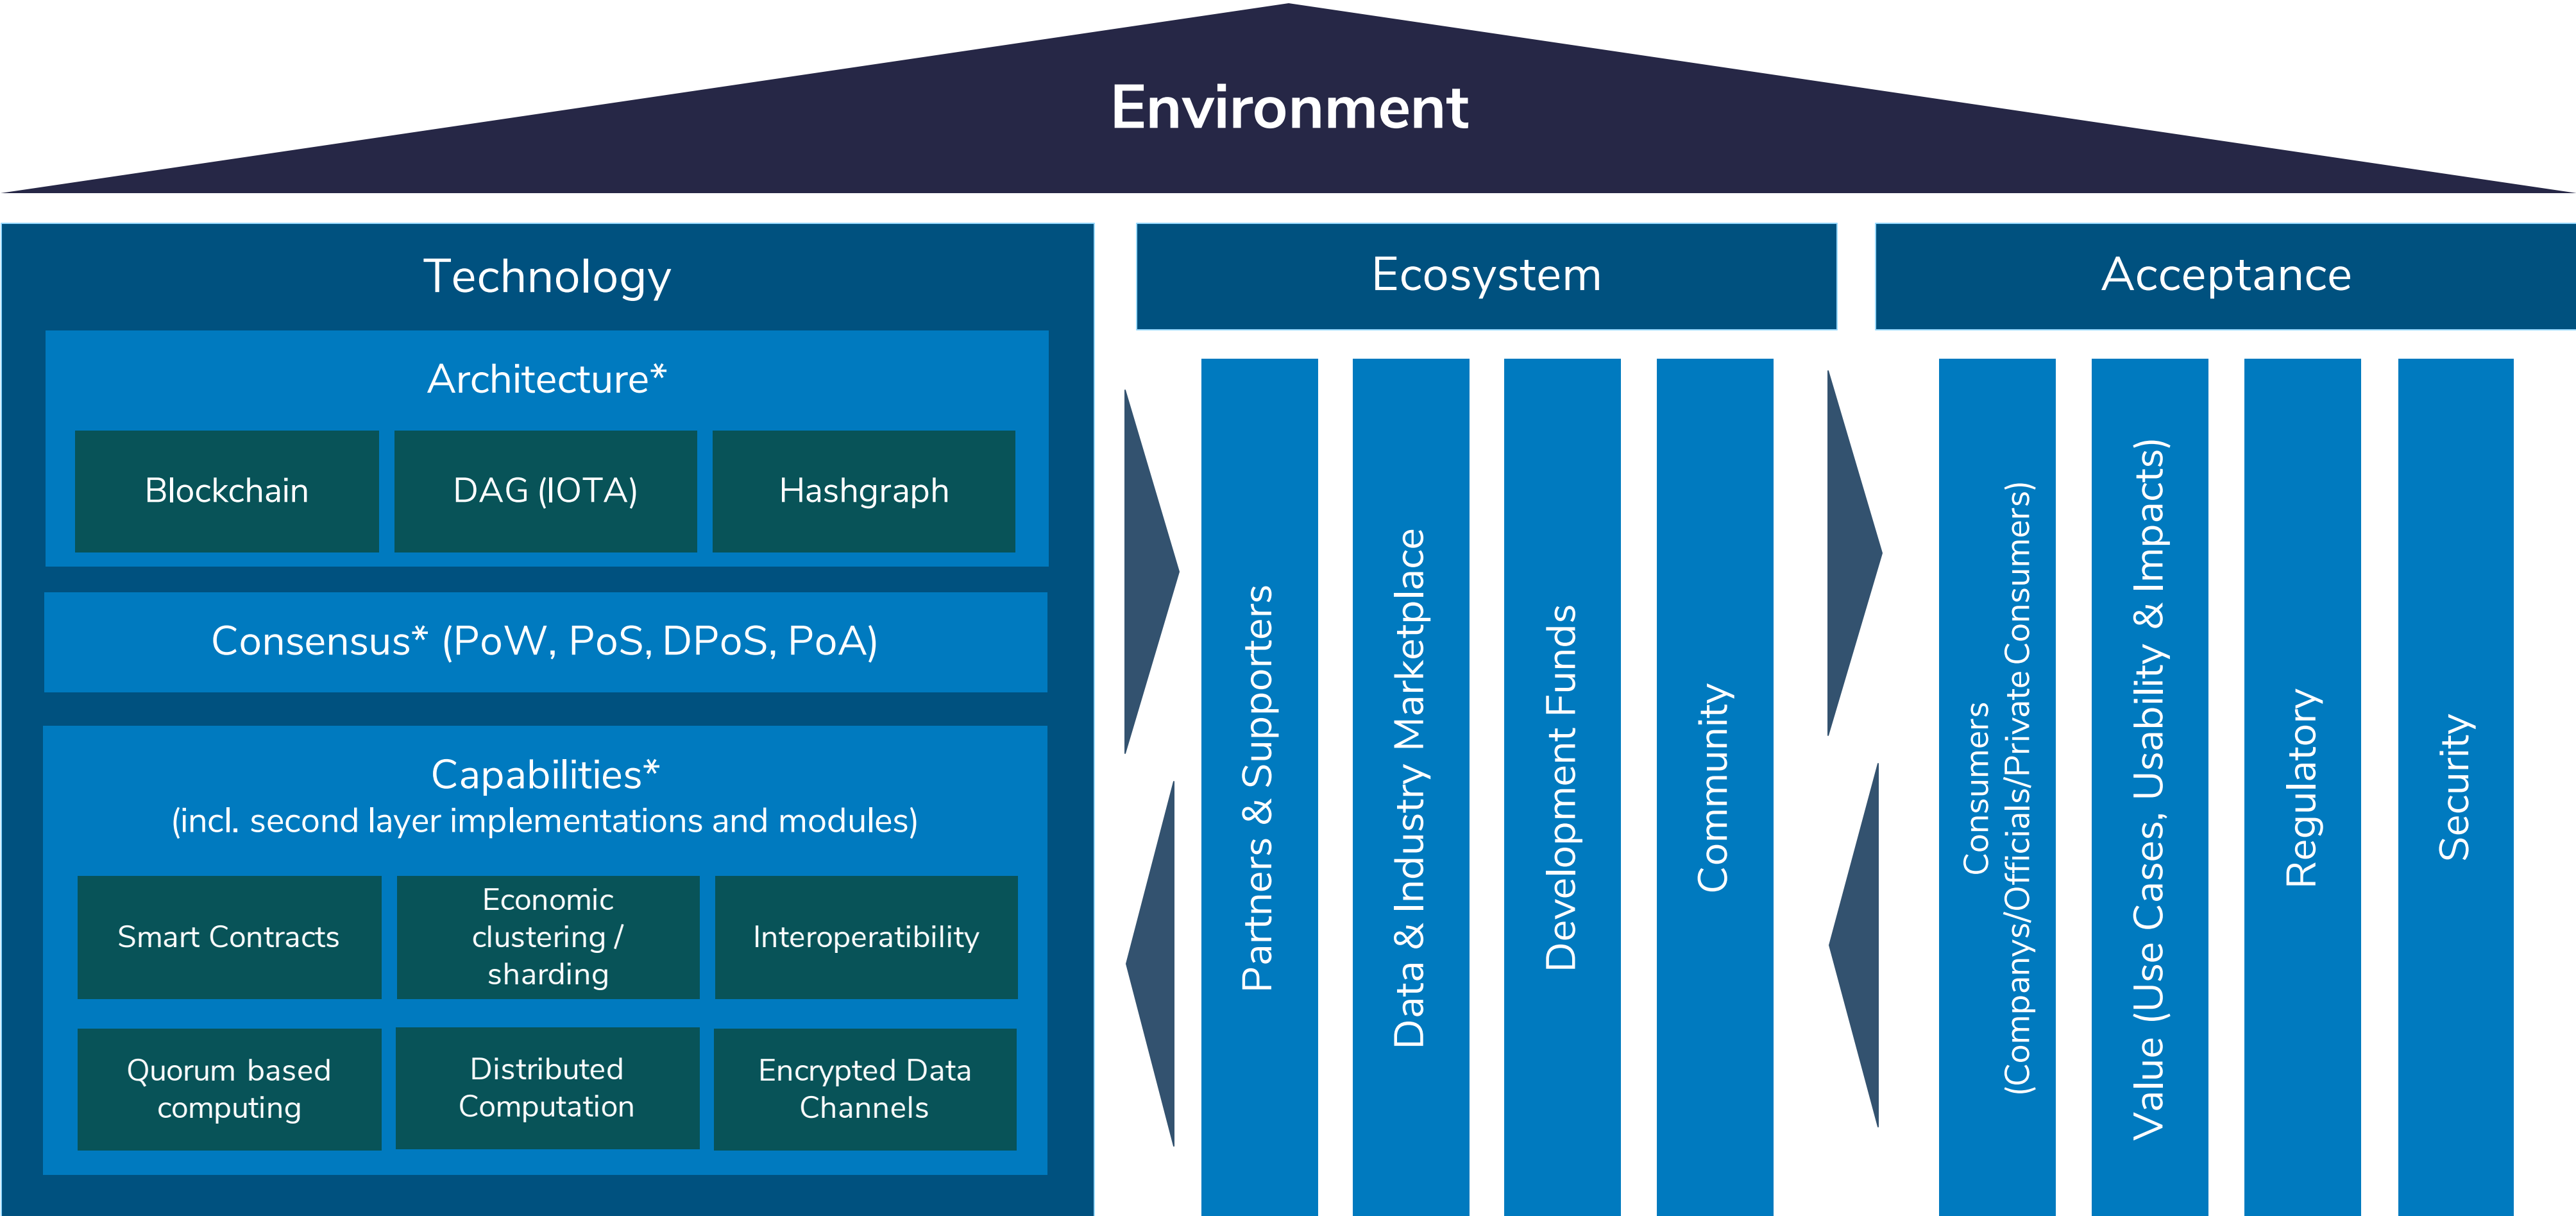 Environment
Technology
Architecture*
Blockchain
DAG (IOTA)
Hashgraph
Consensus* (PoW, PoS, DPoS, PoA)
Capabilities*
(incl. second layer implementations and modules)
Smart Contracts
Economic
clustering /
sharding
Interoperatibility
Quorum based
computing
Distributed
Computation
Encrypted Data
Channels
Ecosystem
Partners & Supporters
Data & Industry Marketplace
Development Funds
Community
Acceptance
Consumers
(Companys/Officials/Private Consumers)
Value (Use Cases, Usability & Impacts)
Regulatory
Security